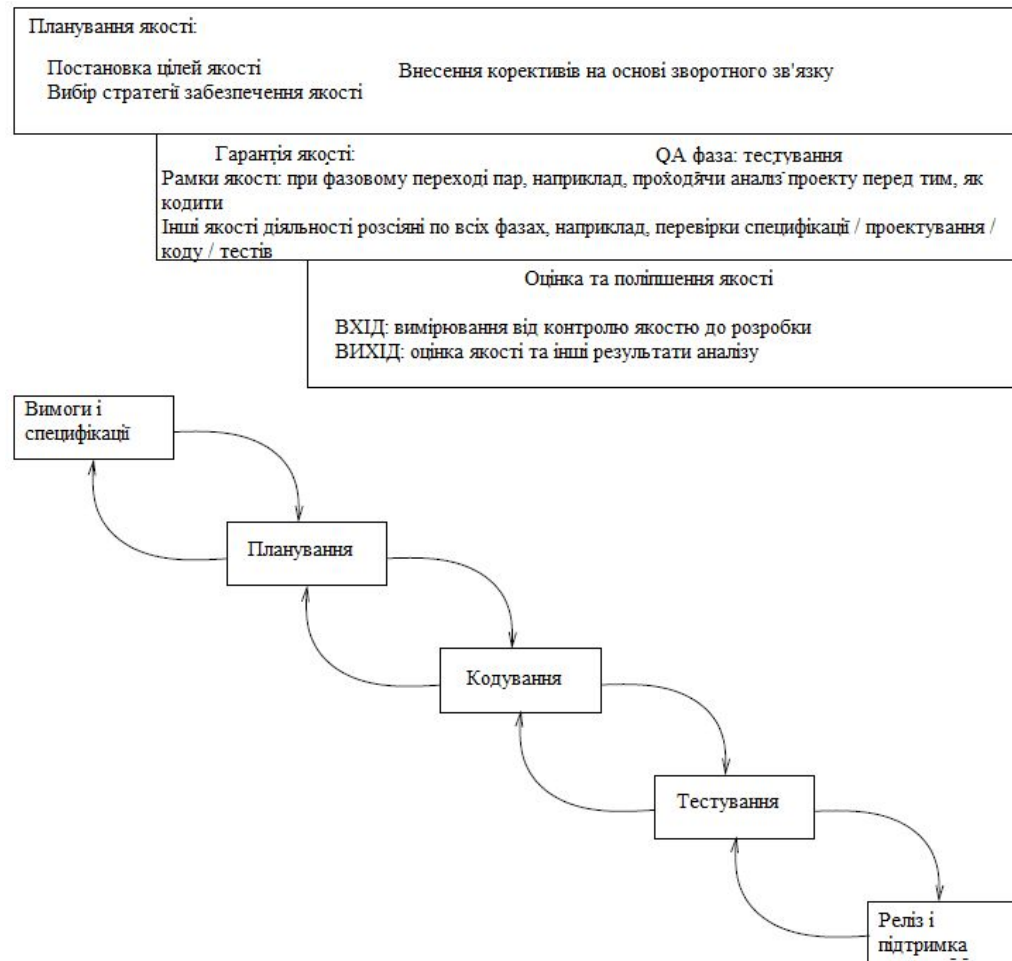 Планування якості:
Постановка цілей якості
Внесення корективів на основі зворотного зв'язку
Вибір стратегії забезпечення якості
Гарантія якості:
QA фаза: тестування
Рамки якості: при фазовому переході пар, наприклад, проходячи аналіз проекту перед тим, як
кодити
Інші якості діяльності розсіяні по всіх фазах, наприклад, перевірки специфікації / проектування /
коду / тестів
Оцінка та поліпшення якості
ВХІД: вимірювання від контролю якостю до розробки
ВИХІД: оцінка якості та інші результати аналізу
Вимоги і
специфікації
Планування
Кодування
Тестування
Реліз і
підтримка